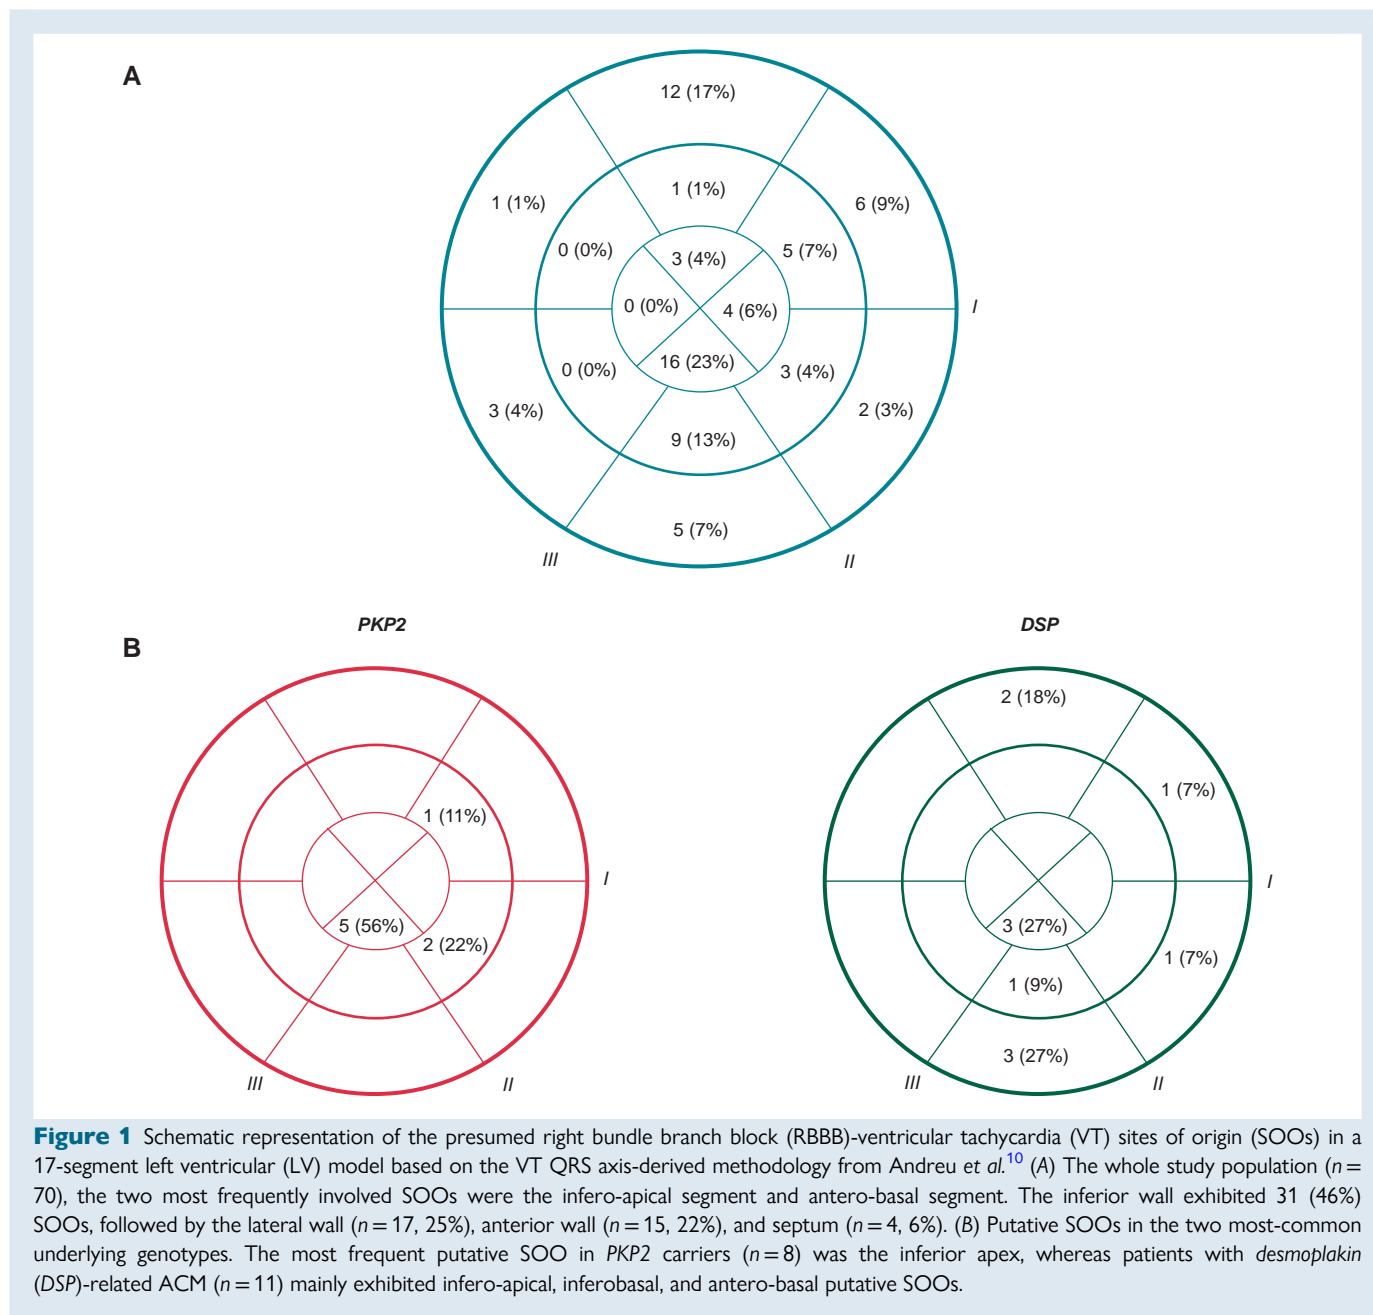 A
12 (17%)
1 (1%)
1 (1%)
6 (9%)
0 (0%)
5 (7%)
3 (4%)
0 (0%)
4 (6%)
I
16 (23%)
0 (0%)
3 (4%)
3 (4%)
2 (3%)
9 (13%)
5 (7%)
III
II
B
PKP2
1 (11%)
I
5 (56%)
2 (22%)
III
II
DSP
2 (18%)
1 (7%)
I
3 (27%)
1 (7%)
1 (9%)
3 (27%)
III
II
Figure 1 Schematic representation of the presumed right bundle branch block (RBBB)-ventricular tachycardia (VT) sites of origin (SOOs) in a
17-segment left ventricular (LV) model based on the VT QRS axis-derived methodology from Andreu et al.10 (A) The whole study population (n =
70), the two most frequently involved SOOs were the infero-apical segment and antero-basal segment. The inferior wall exhibited 31 (46%)
SOOs, followed by the lateral wall (n = 17, 25%), anterior wall (n = 15, 22%), and septum (n = 4, 6%). (B) Putative SOOs in the two most-common
underlying genotypes. The most frequent putative SOO in PKP2 carriers (n = 8) was the inferior apex, whereas patients with desmoplakin
(DSP)-related ACM (n = 11) mainly exhibited infero-apical, inferobasal, and antero-basal putative SOOs.